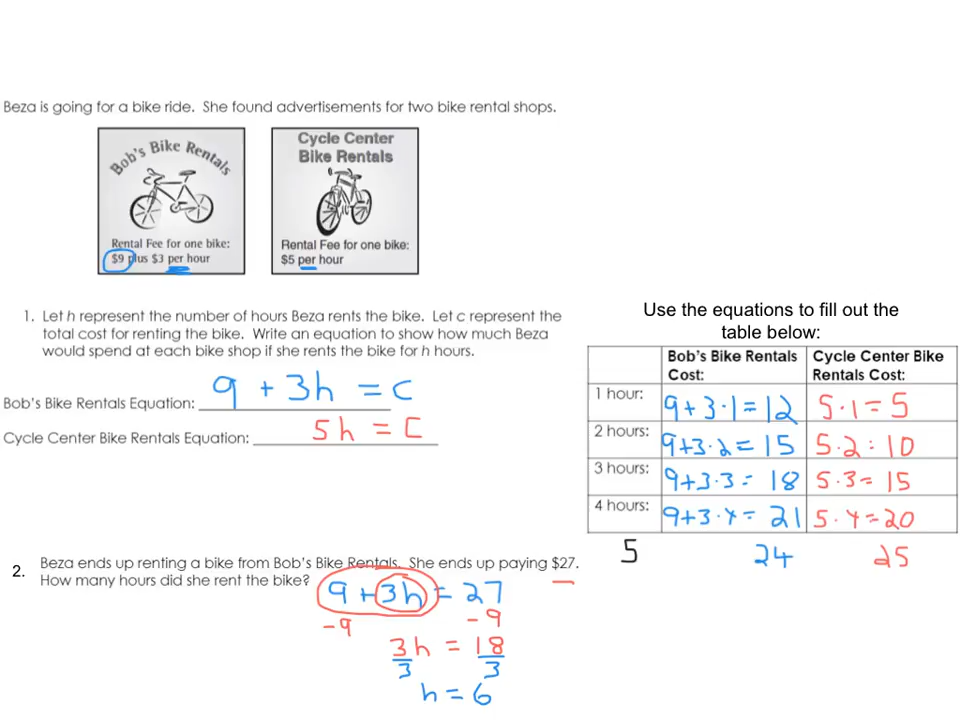 Beza is going for a bike ride. She found advertisements for two bike rental shops.
Bob's Bike Rentals
Rental Fee for one bike:
$9 plus $3 per hour
Cycle Center
Bike Rentals
Rental Fee for one bike:
$5 per hour
1. Let h represent the number of hours Beza rents the bike. Let c represent the
total cost for renting the bike. Write an equation to show how much Beza
would spend at each bike shop if she rents the bike for h hours.
Bob's Bike Rentals Equation: 9 + 3h = C
Cycle Center Bike Rentals Equation: 5h = C
Use the equations to fill out the
table below:
Bob's Bike Rentals
Cost:
Cycle Center Bike
Rentals Cost:
1 hour: 9+3·1=12 5·1=5
2 hours: 9+3·2=15 5·2=10
3 hours: 9+3·3=18 5·3=15
4 hours: 9+3·4=21 5·4=20
5 24 25
2. Beza ends up renting a bike from Bob's Bike Rentals. She ends up paying $27.
How many hours did she rent the bike?
9 + 3h = 27
-9 -9
3h = 18
3 3
h = 6